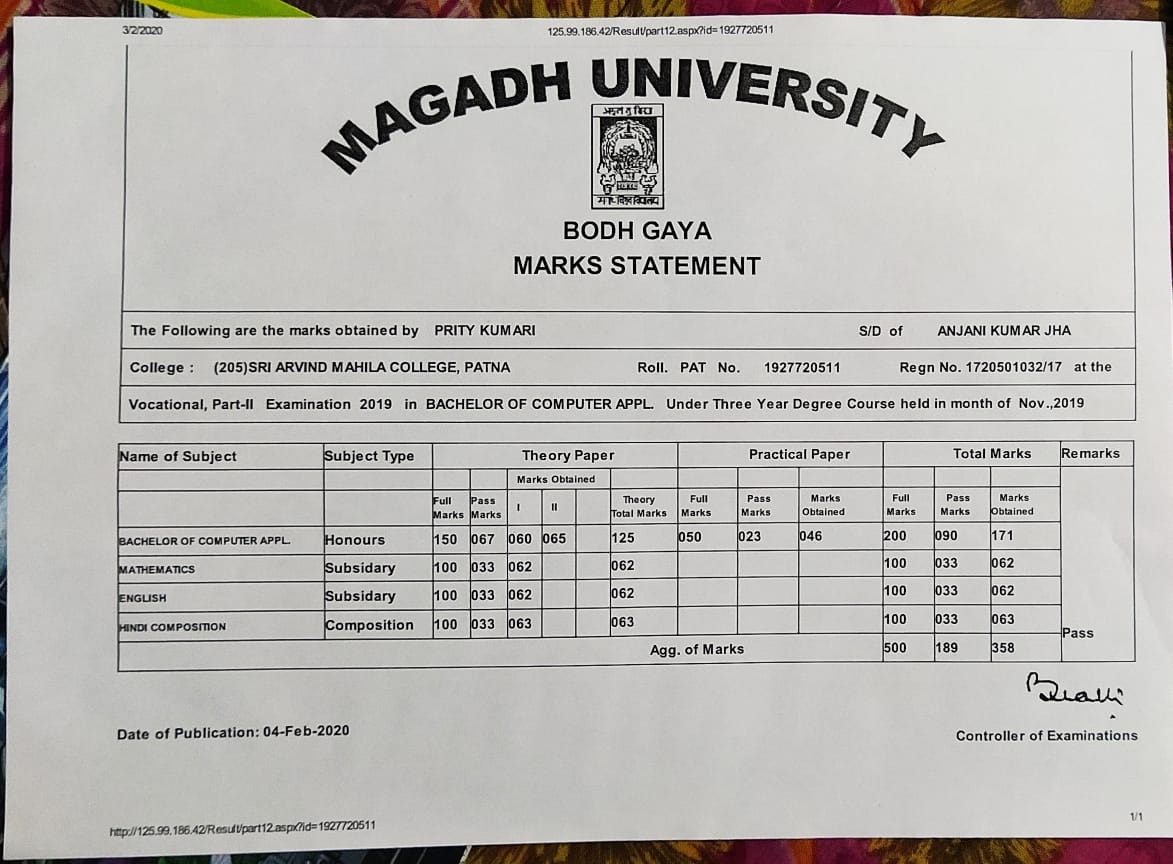 3/2/2020 125.99.186.42/Result/part12.aspx?id=1927720511
MAGADH UNIVERSITY
BODH GAYA
MARKS STATEMENT
The Following are the marks obtained by PRITY KUMARI S/D of ANJANI KUMAR JHA
College : (205)SRI ARVIND MAHILA COLLEGE, PATNA Roll. PAT No. 1927720511 Regn No. 1720501032/17 at the
Vocational, Part-II Examination 2019 in BACHELOR OF COMPUTER APPL. Under Three Year Degree Course held in month of Nov.,2019
Name of Subject Subject Type Theory Paper Practical Paper Total Marks Remarks
Marks Obtained
Full Marks Pass Marks I II Theory Total Marks Full Marks Pass Marks Marks Obtained Full Marks Pass Marks Marks Obtained
BACHELOR OF COMPUTER APPL. Honours 150 067 060 065 125 050 023 046 200 090 171
MATHEMATICS Subsidary 100 033 062 062 100 033 062
ENGLISH Subsidary 100 033 062 062 100 033 062
HINDI COMPOSITION Composition 100 033 063 063 100 033 063
Pass
Agg. of Marks 500 189 358
Date of Publication: 04-Feb-2020
Controller of Examinations
http://125.99.186.42/Result/part12.aspx?id=1927720511 1/1